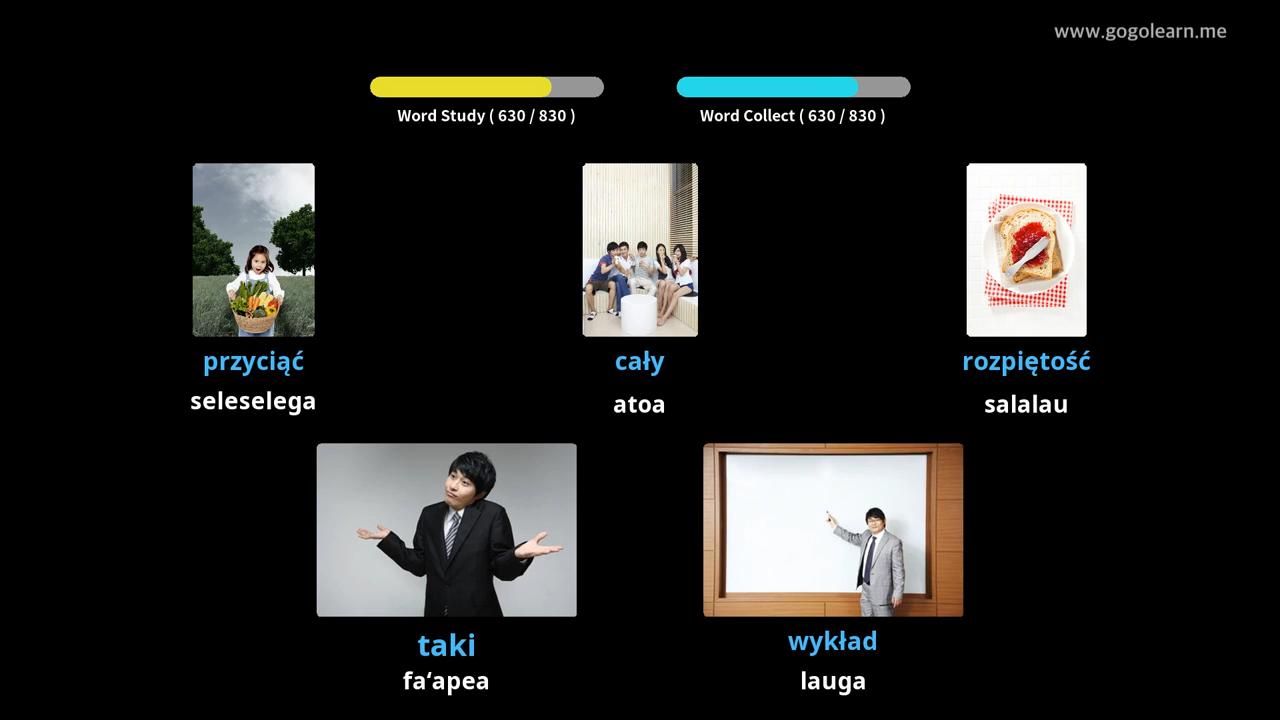 www.gogolearn.me
Word Study ( 630 / 830 )
Word Collect ( 630 / 830 )
przyciąć
seleselega
cały
atoa
rozpiętość
salalau
taki
fa‘apea
wykład
lauga